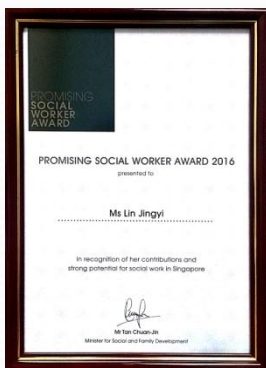 PROMISING
SOCIAL
WORKER
AWARD
PROMISING SOCIAL WORKER AWARD 2016
presented to
Ms Lin Jingyi
in recognition of her contributions and
strong potential for social work in Singapore
Mr Tan Chuan-Jin
Minister for Social and Family Development